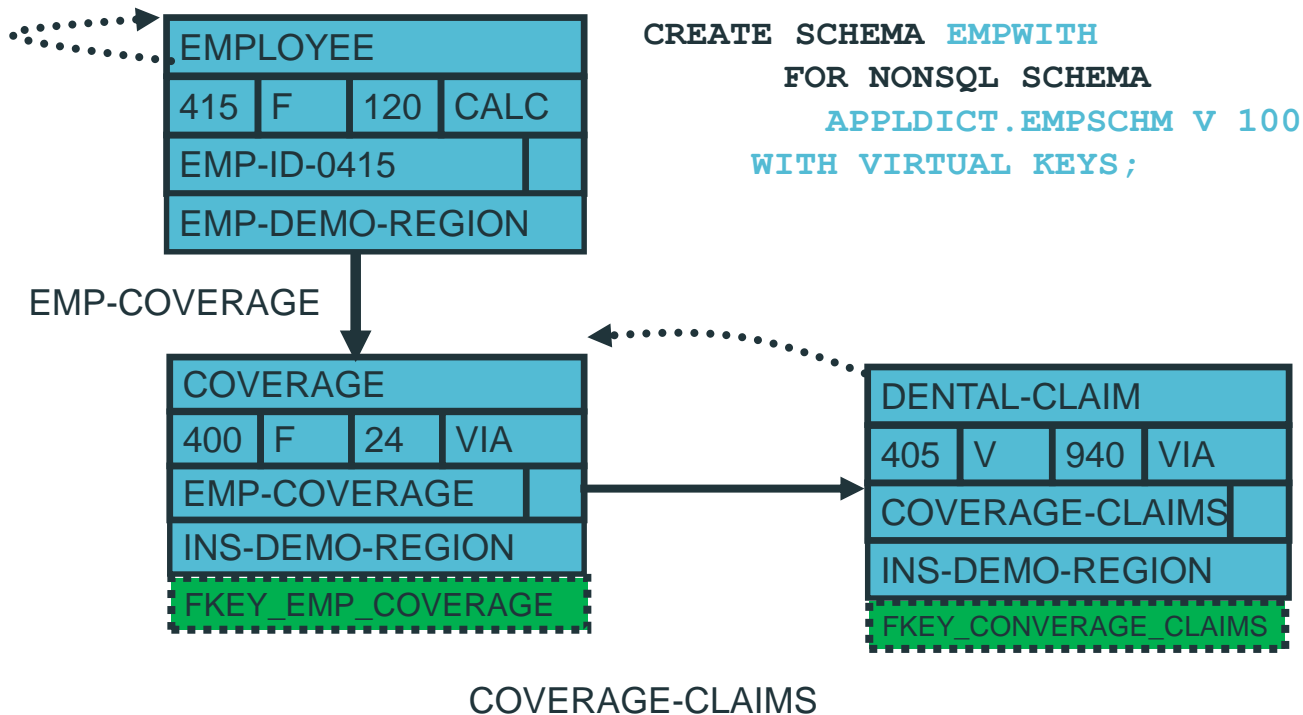 EMPLOYEE
415 F 120 CALC
EMP-ID-0415
EMP-DEMO-REGION
CREATE SCHEMA EMPWITH
FOR NONSQL SCHEMA
APPLDICT.EMPSCHM V 100
WITH VIRTUAL KEYS;
EMP-COVERAGE
COVERAGE
400 F 24 VIA
EMP-COVERAGE
INS-DEMO-REGION
FKEY_EMP_COVERAGE
DENTAL-CLAIM
405 V 940 VIA
COVERAGE-CLAIMS
INS-DEMO-REGION
FKEY_CONVERAGE_CLAIMS
COVERAGE-CLAIMS